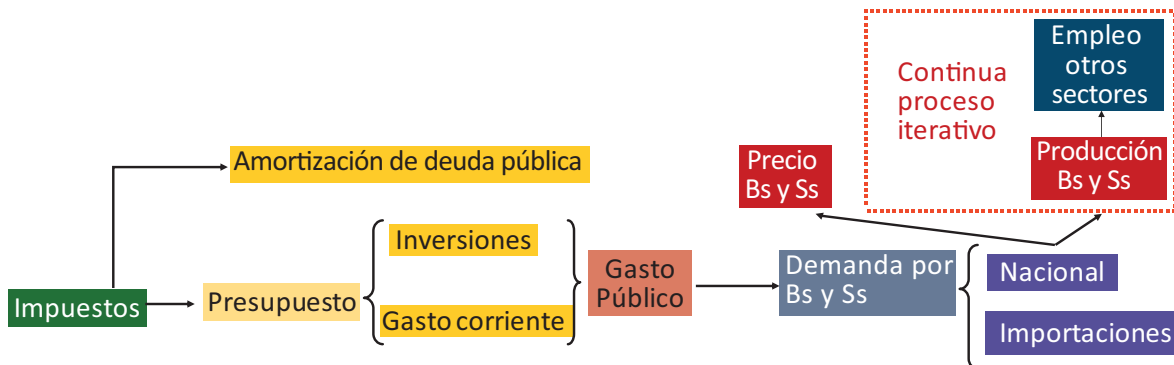 Empleo
otros
sectores
Continua
proceso
iterativo
Precio
Bs y Ss
Producción
Bs y Ss
Amortización de deuda pública
Inversiones
Impuestos
Presupuesto
Gasto corriente
Gasto
Público
Demanda por
Bs y Ss
Nacional
Importaciones